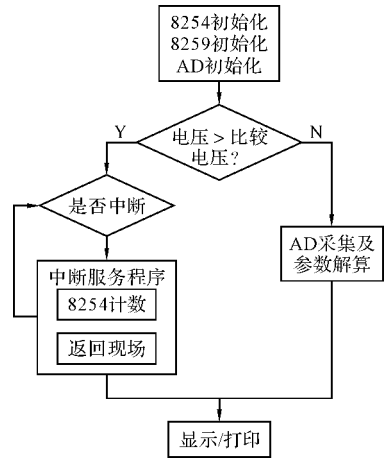 8254初始化
8259初始化
AD初始化
电压>比较
电压?
Y
N
是否中断
中断服务程序
8254计数
返回现场
AD采集及
参数解算
显示/打印